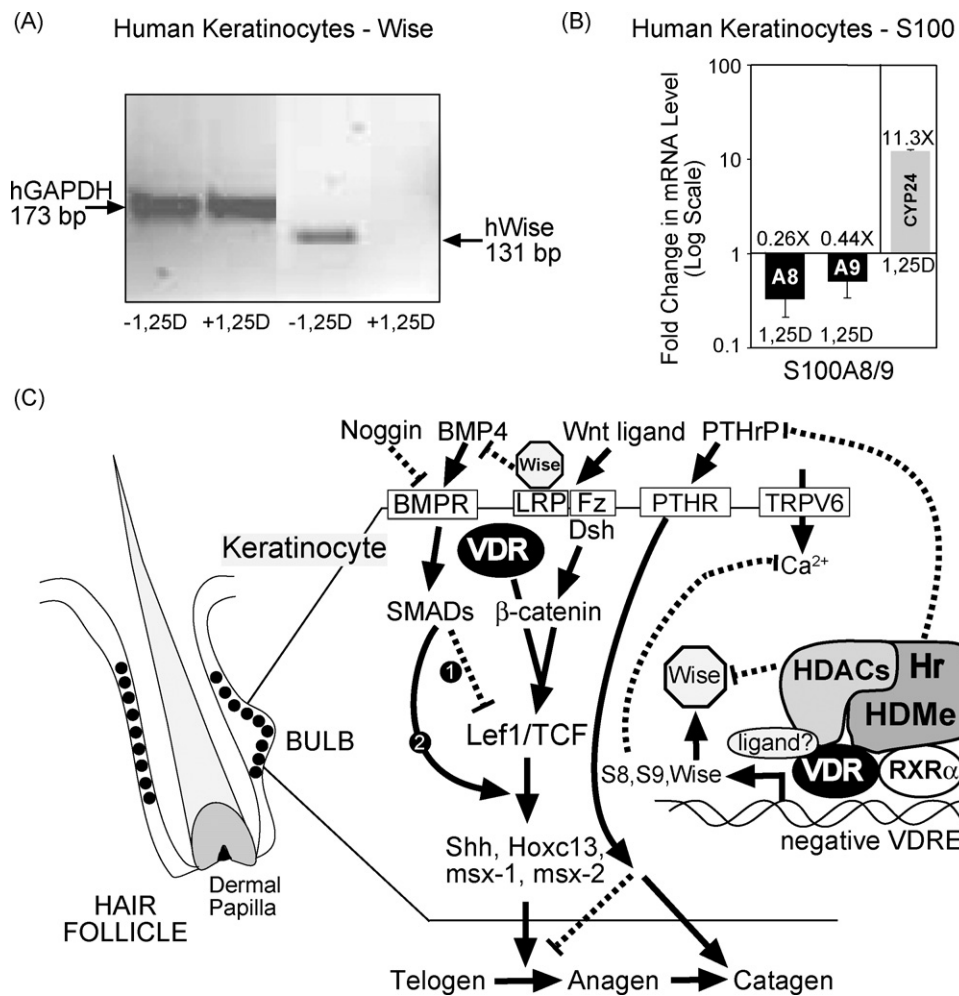 (A)
Human Keratinocytes - Wise
hGAPDH
173 bp
hWise
131 bp
-1,25D
+1,25D
-1,25D
+1,25D
(B)
Human Keratinocytes - S100
Fold Change in mRNA Level
(Log Scale)
100
10
1
0.1
11.3X
CYP24
0.26X
0.44X
A8
A9
1,25D
1,25D
1,25D
S100A8/9
(C)
Noggin
BMP4
Wise
Wnt ligand
PTHrP
BMPR
LRP
Fz
PTHR
TRPV6
Dsh
Keratinocyte
VDR
Ca²⁺
SMADs
β-catenin
1
Wise
HDACs
Hr
HDMe
BULB
2
Lef1/TCF
ligand?
S8,S9,Wise
VDR
RXRα
negative VDRE
Shh, Hoxc13,
msx-1, msx-2
Dermal
Papilla
HAIR
FOLLICLE
Telogen
Anagen
Catagen